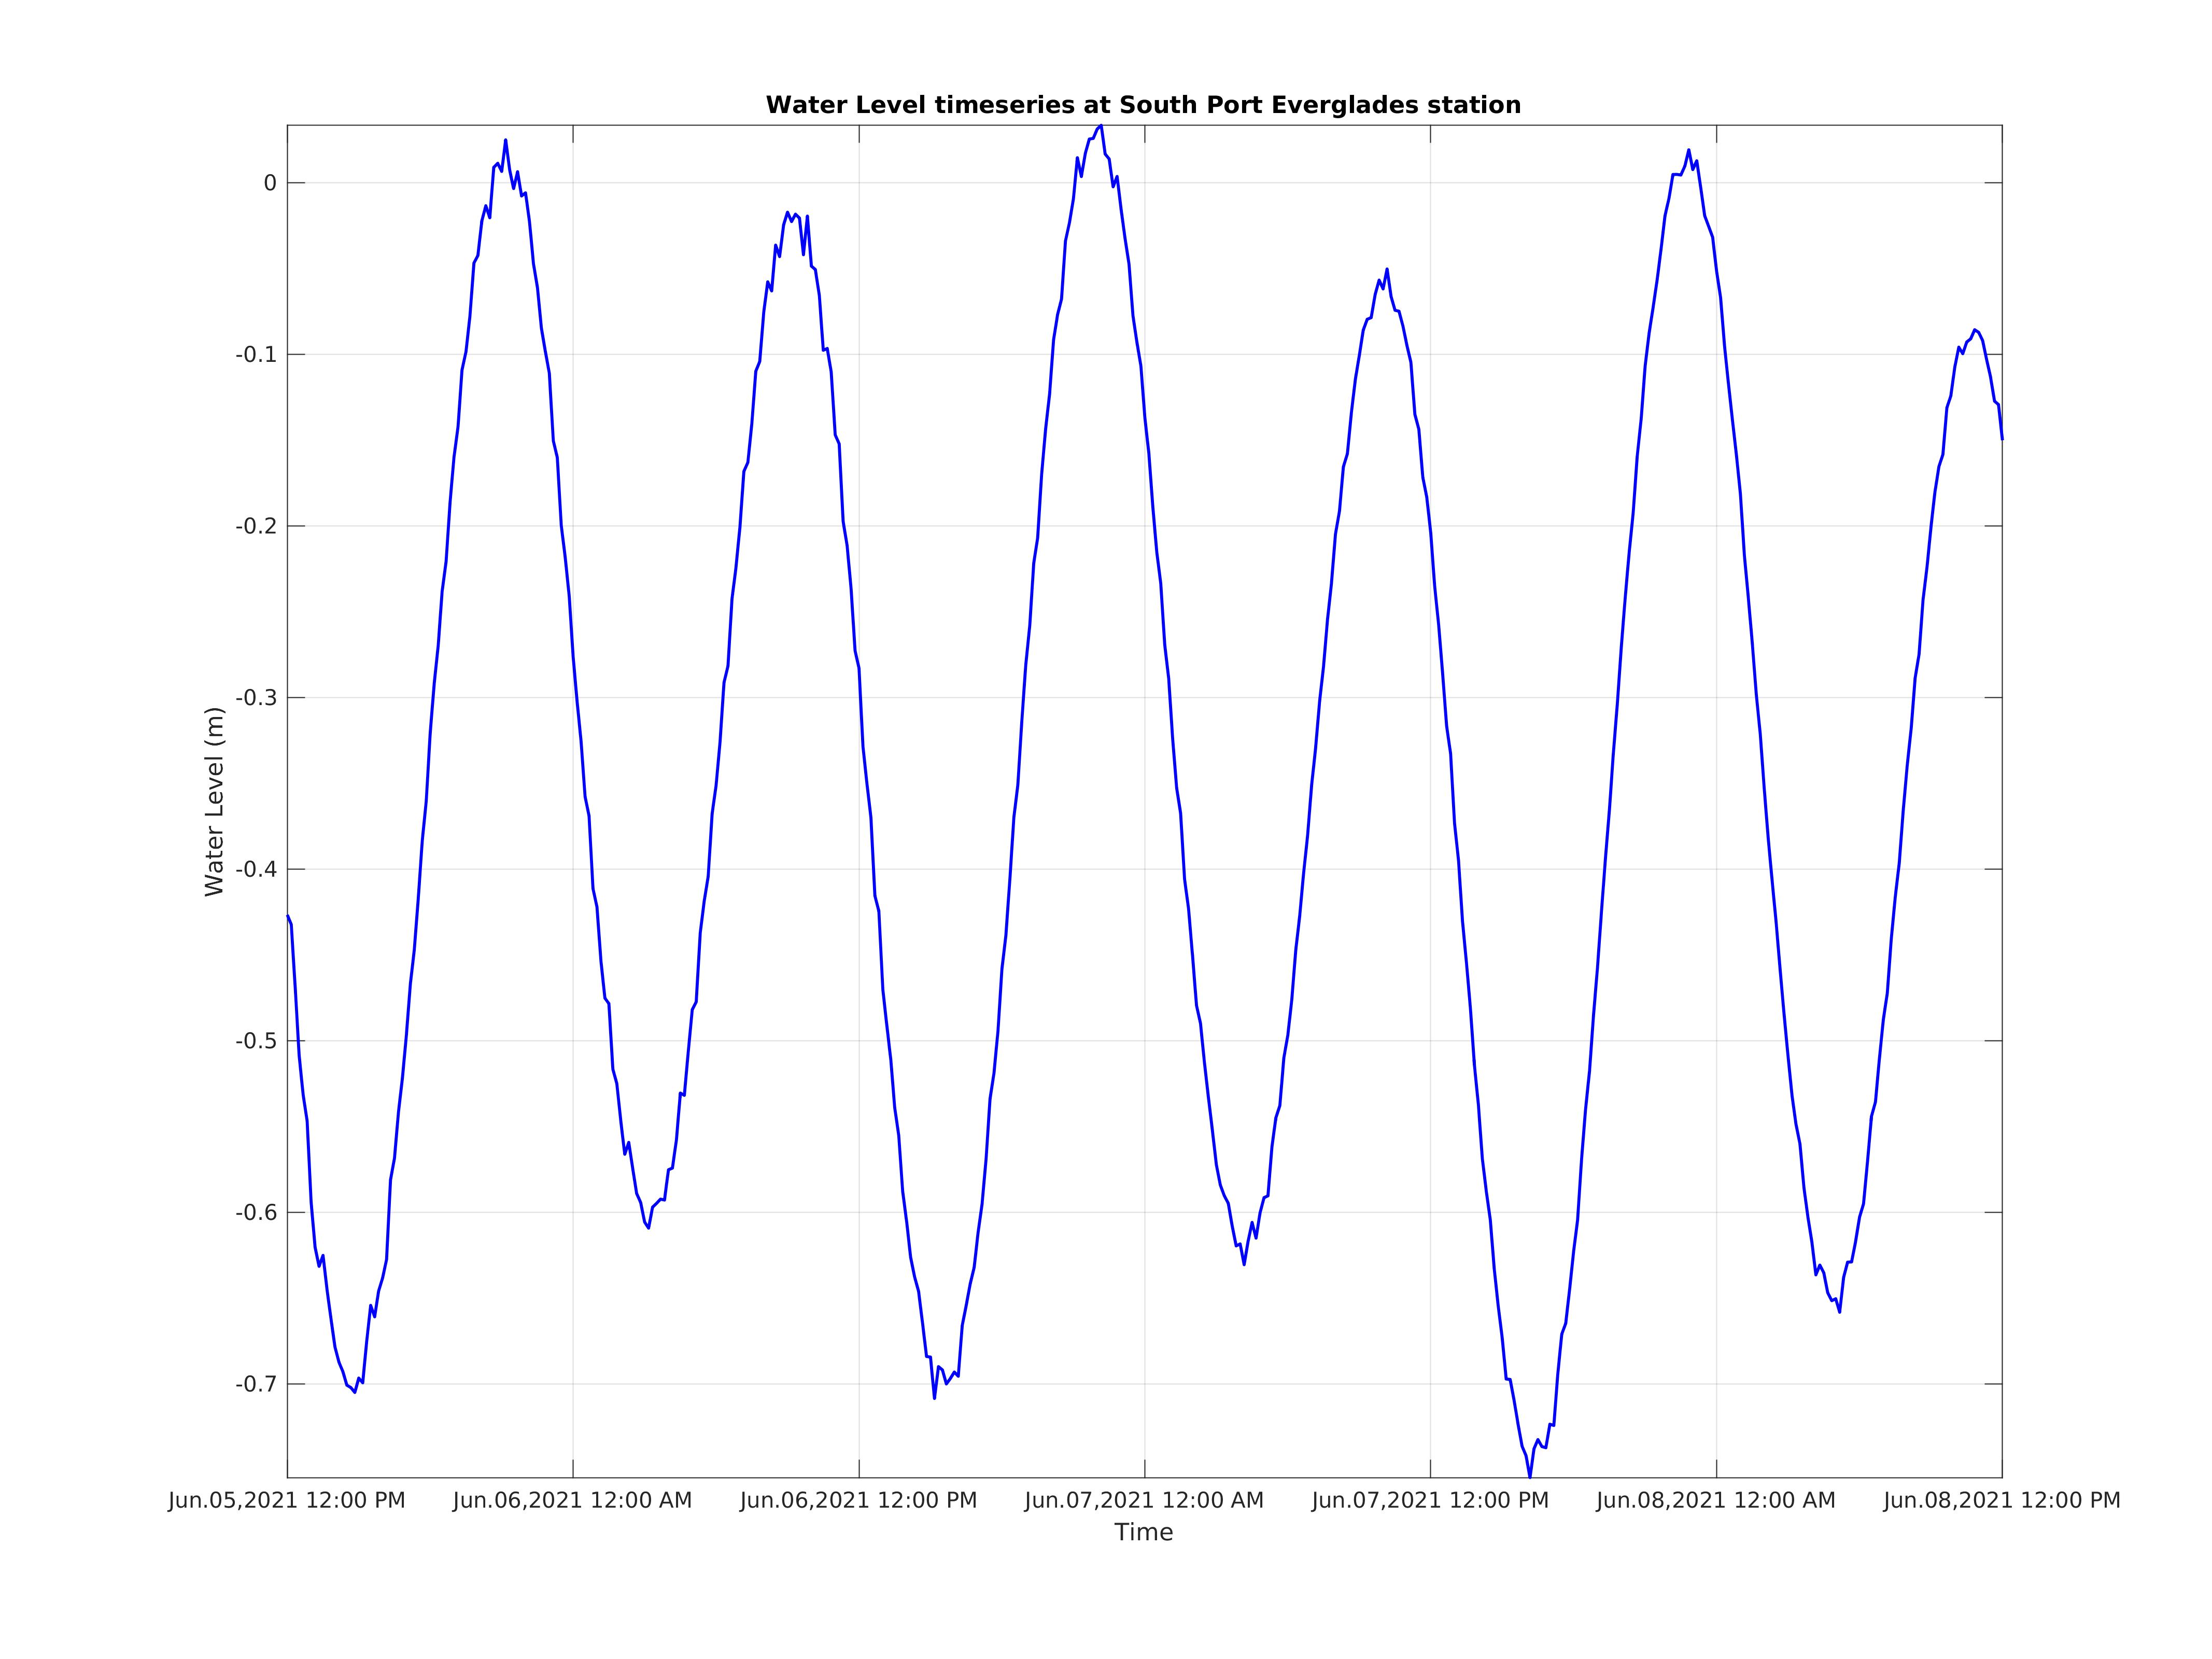 Water Level timeseries at South Port Everglades station
0
-0.1
-0.2
-0.3
-0.4
-0.5
-0.6
-0.7
Water Level (m)
Jun.05,2021 12:00 PM
Jun.06,2021 12:00 AM
Jun.06,2021 12:00 PM
Jun.07,2021 12:00 AM
Jun.07,2021 12:00 PM
Jun.08,2021 12:00 AM
Jun.08,2021 12:00 PM
Time